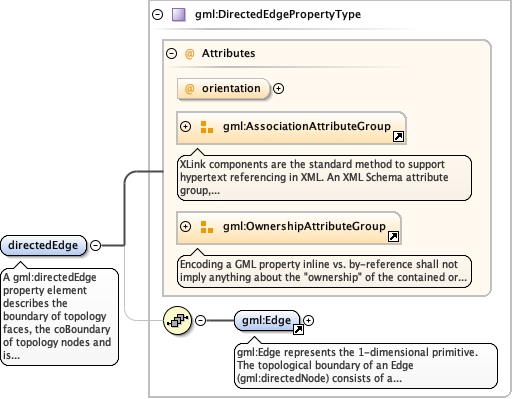 gml:DirectedEdgePropertyType
@ Attributes
@ orientation
gml:AssociationAttributeGroup
XLink components are the standard method to support
hypertext referencing in XML. An XML Schema attribute
group,...
gml:OwnershipAttributeGroup
Encoding a GML property inline vs. by-reference shall not
imply anything about the "ownership" of the contained or...
directedEdge
A gml:directedEdge
property element
describes the
boundary of topology
faces, the coBoundary
of topology nodes and
is...
gml:Edge
gml:Edge represents the 1-dimensional primitive.
The topological boundary of an Edge
(gml:directedNode) consists of a...